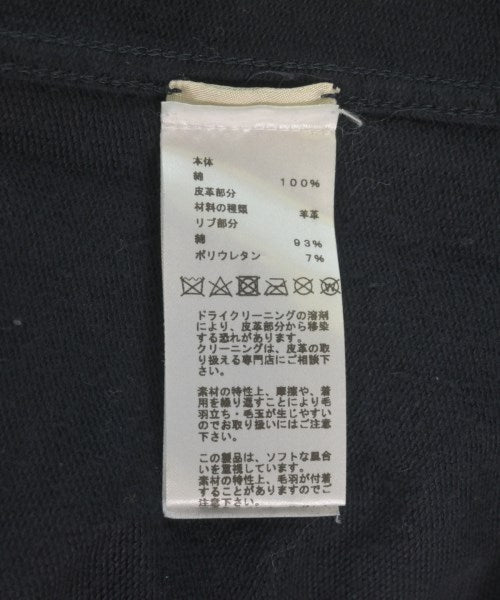 本体
綿 100%
皮革部分
材料の種類 羊革
リブ部分
綿 93%
ポリウレタン 7%
ドライクリーニングの溶剤
により、皮革部分から移染
する恐れがあります。
クリーニングは、皮革の取
り扱える専門店にご相談下
さい。
素材の特性上、摩擦や、着
用を繰り返すことにより毛
羽立ち・毛玉が生じやすい
のでお取り扱いにはご注意
下さい。
この製品は、ソフトな風合
いを重視しています。
素材の特性上、毛羽が付着
することがありますのでご
注意下さい。